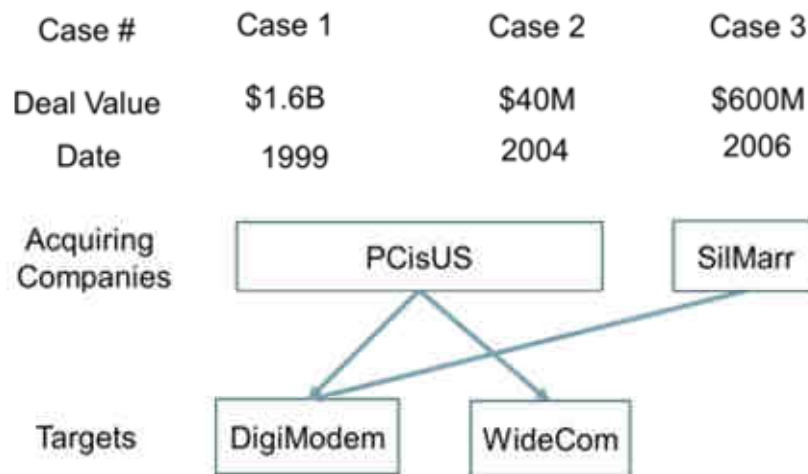 Case # Case 1 Case 2 Case 3
Deal Value $1.6B $40M $600M
Date 1999 2004 2006
Acquiring
Companies
PCisUS SilMarr
Targets DigiModem WideCom